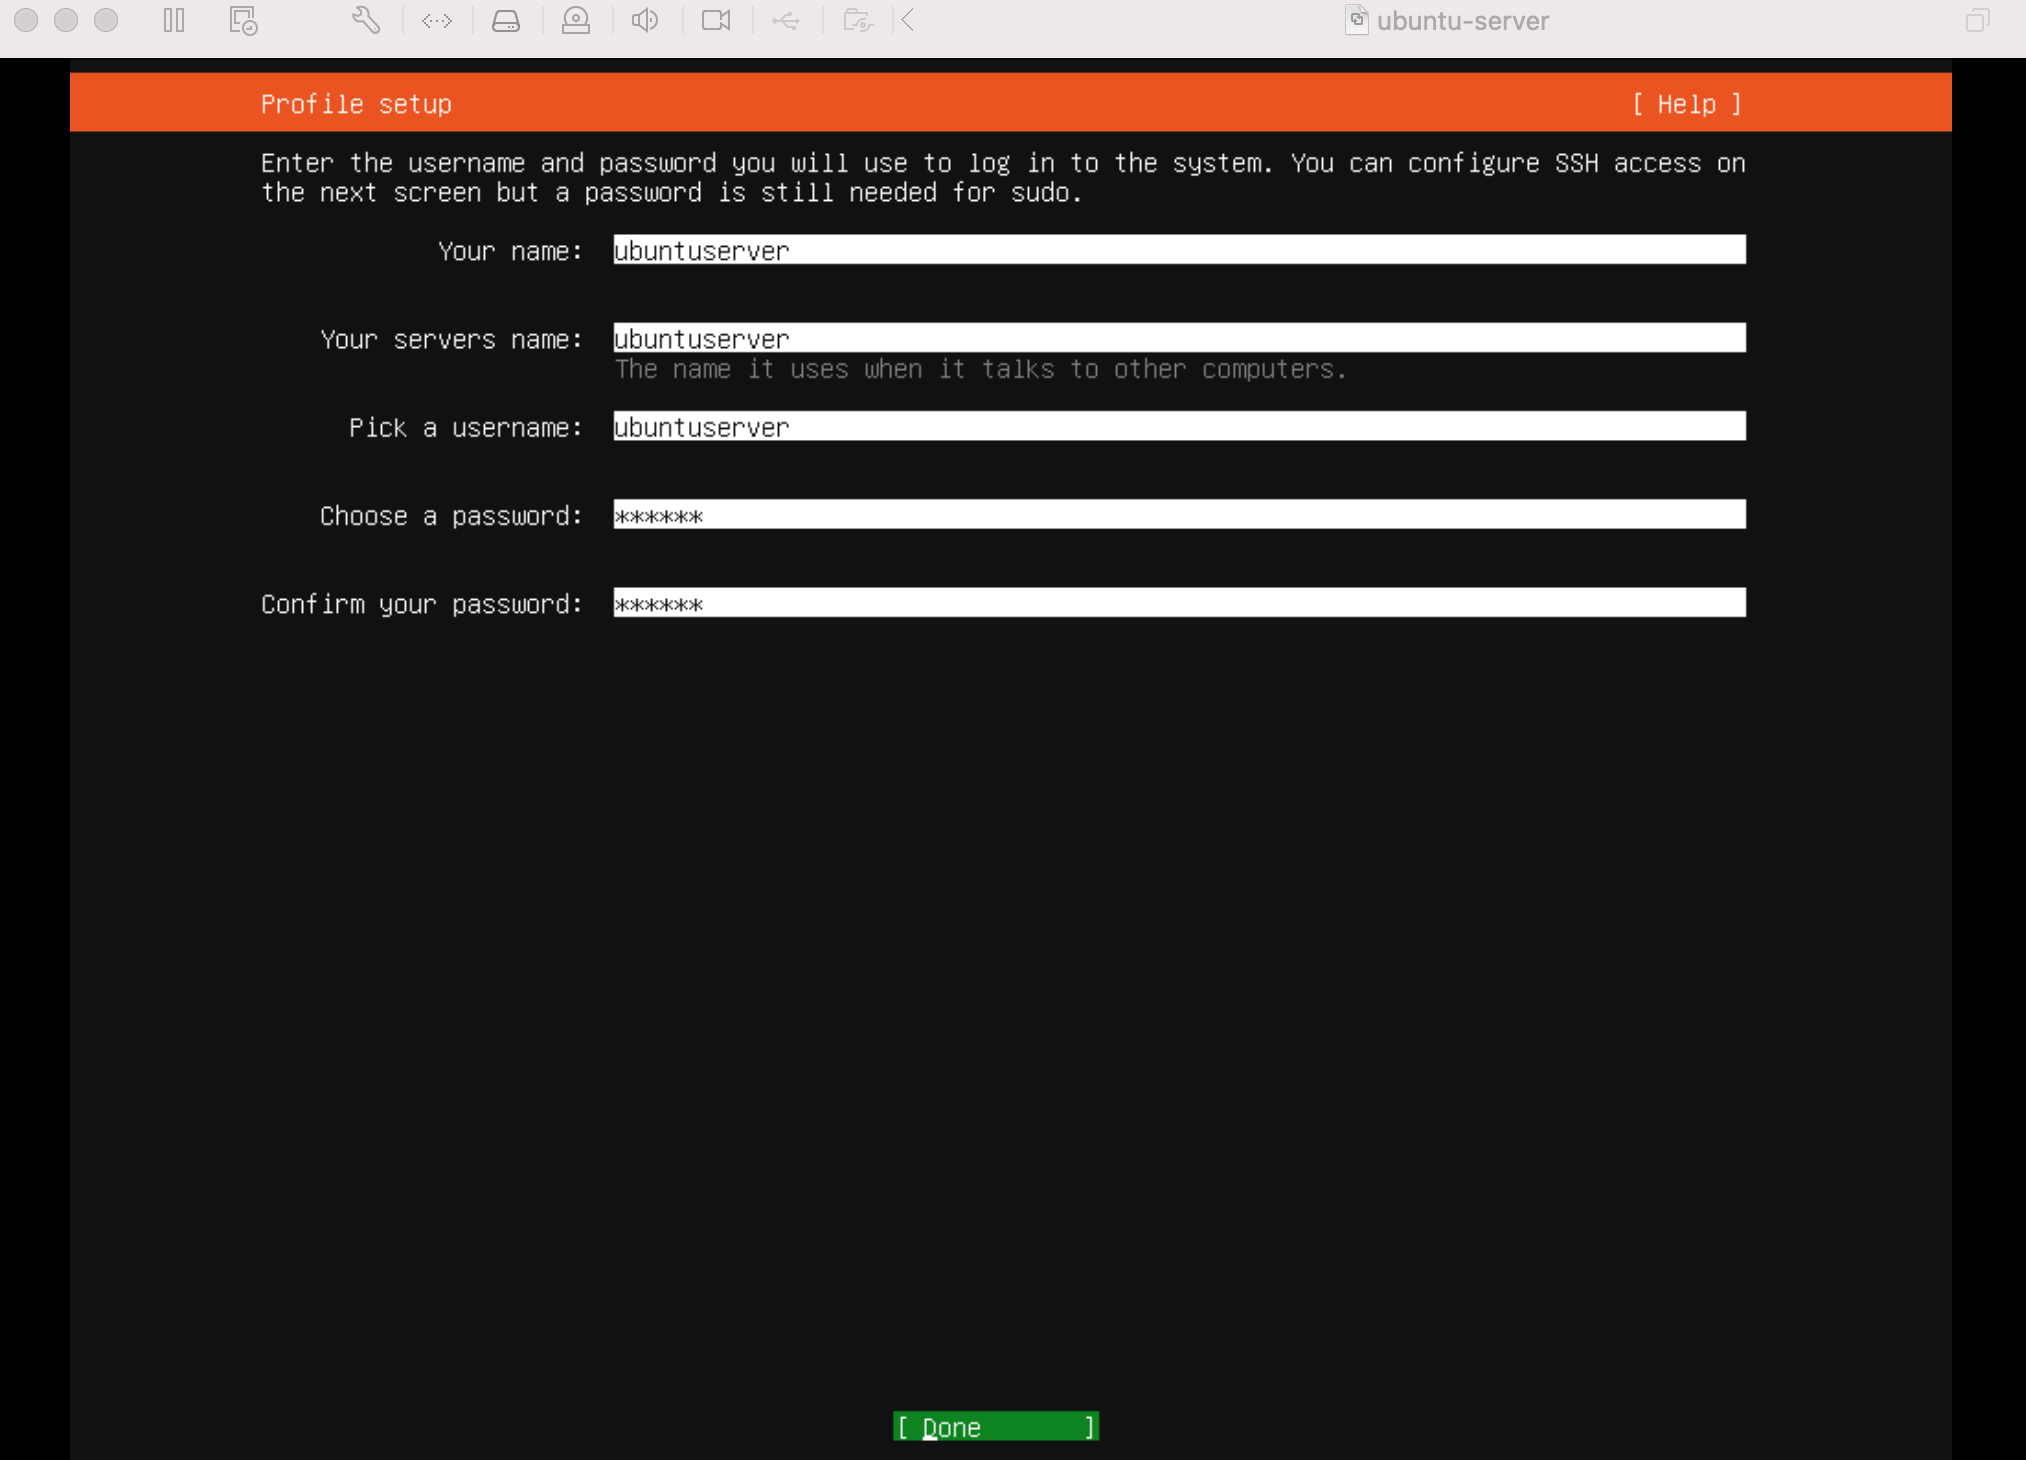 ubuntu-server
Profile setup [ Help ]
Enter the username and password you will use to log in to the system. You can configure SSH access on
the next screen but a password is still needed for sudo.
Your name: ubuntuserver
Your servers name: ubuntuserver
The name it uses when it talks to other computers.
Pick a username: ubuntuserver
Choose a password: ******
Confirm your password: ******
[ Done ]